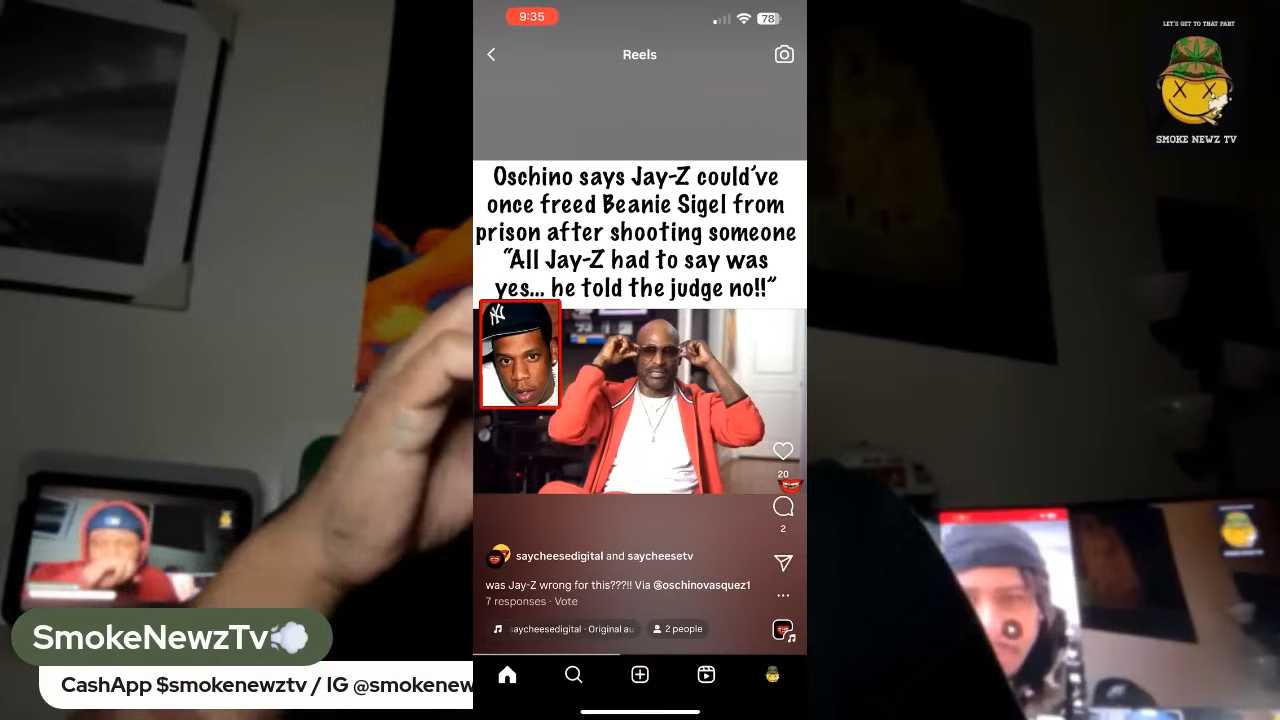 9:35
78
Reels
LET'S GET TO THAT PART
SMOKE NEWZ TV
Oschino says Jay-Z could've
once freed Beanie Sigel from
prison after shooting someone
"All Jay-Z had to say was
yes... he told the judge no!!"
NY
20
2
saycheesedigital and saycheesetv
was Jay-Z wrong for this???!! Via @oschinovasquez1
7 responses · Vote
saycheesedigital · Original au
2 people
SmokeNewzTv💨
CashApp $smokenewztv / IG @smokenew